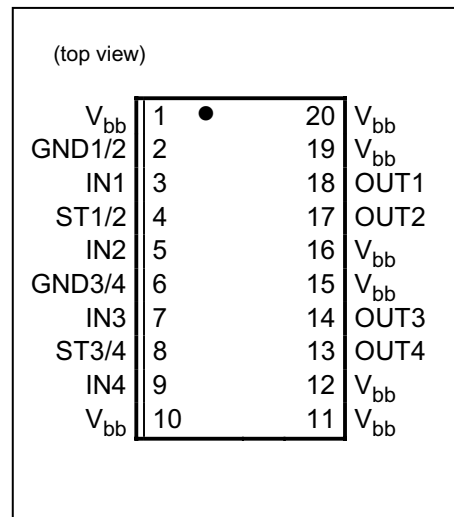 (top view)
Vbb 1 20 Vbb
GND1/2 2 19 Vbb
IN1 3 18 OUT1
ST1/2 4 17 OUT2
IN2 5 16 Vbb
GND3/4 6 15 Vbb
IN3 7 14 OUT3
ST3/4 8 13 OUT4
IN4 9 12 Vbb
Vbb 10 11 Vbb